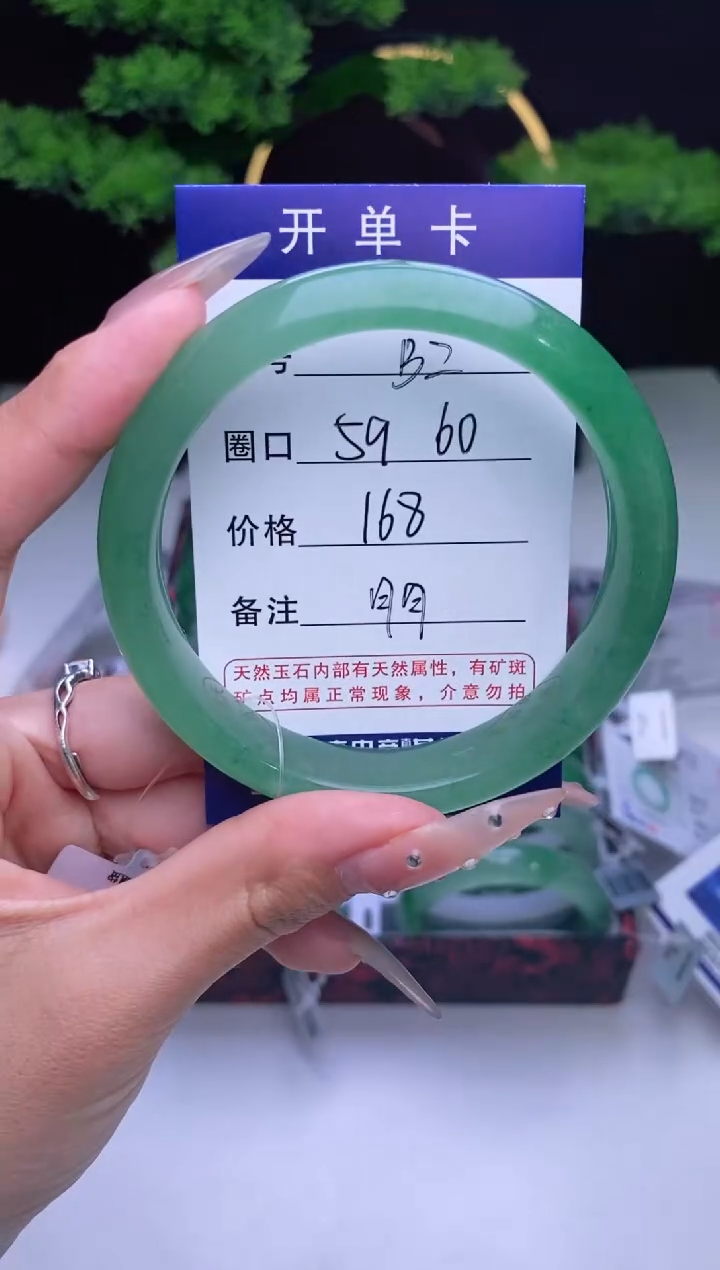 开单卡
号 B2
圈口 59 60
价格 168
备注
天然玉石内部有天然属性，有矿斑
矿点均属正常现象，介意勿拍